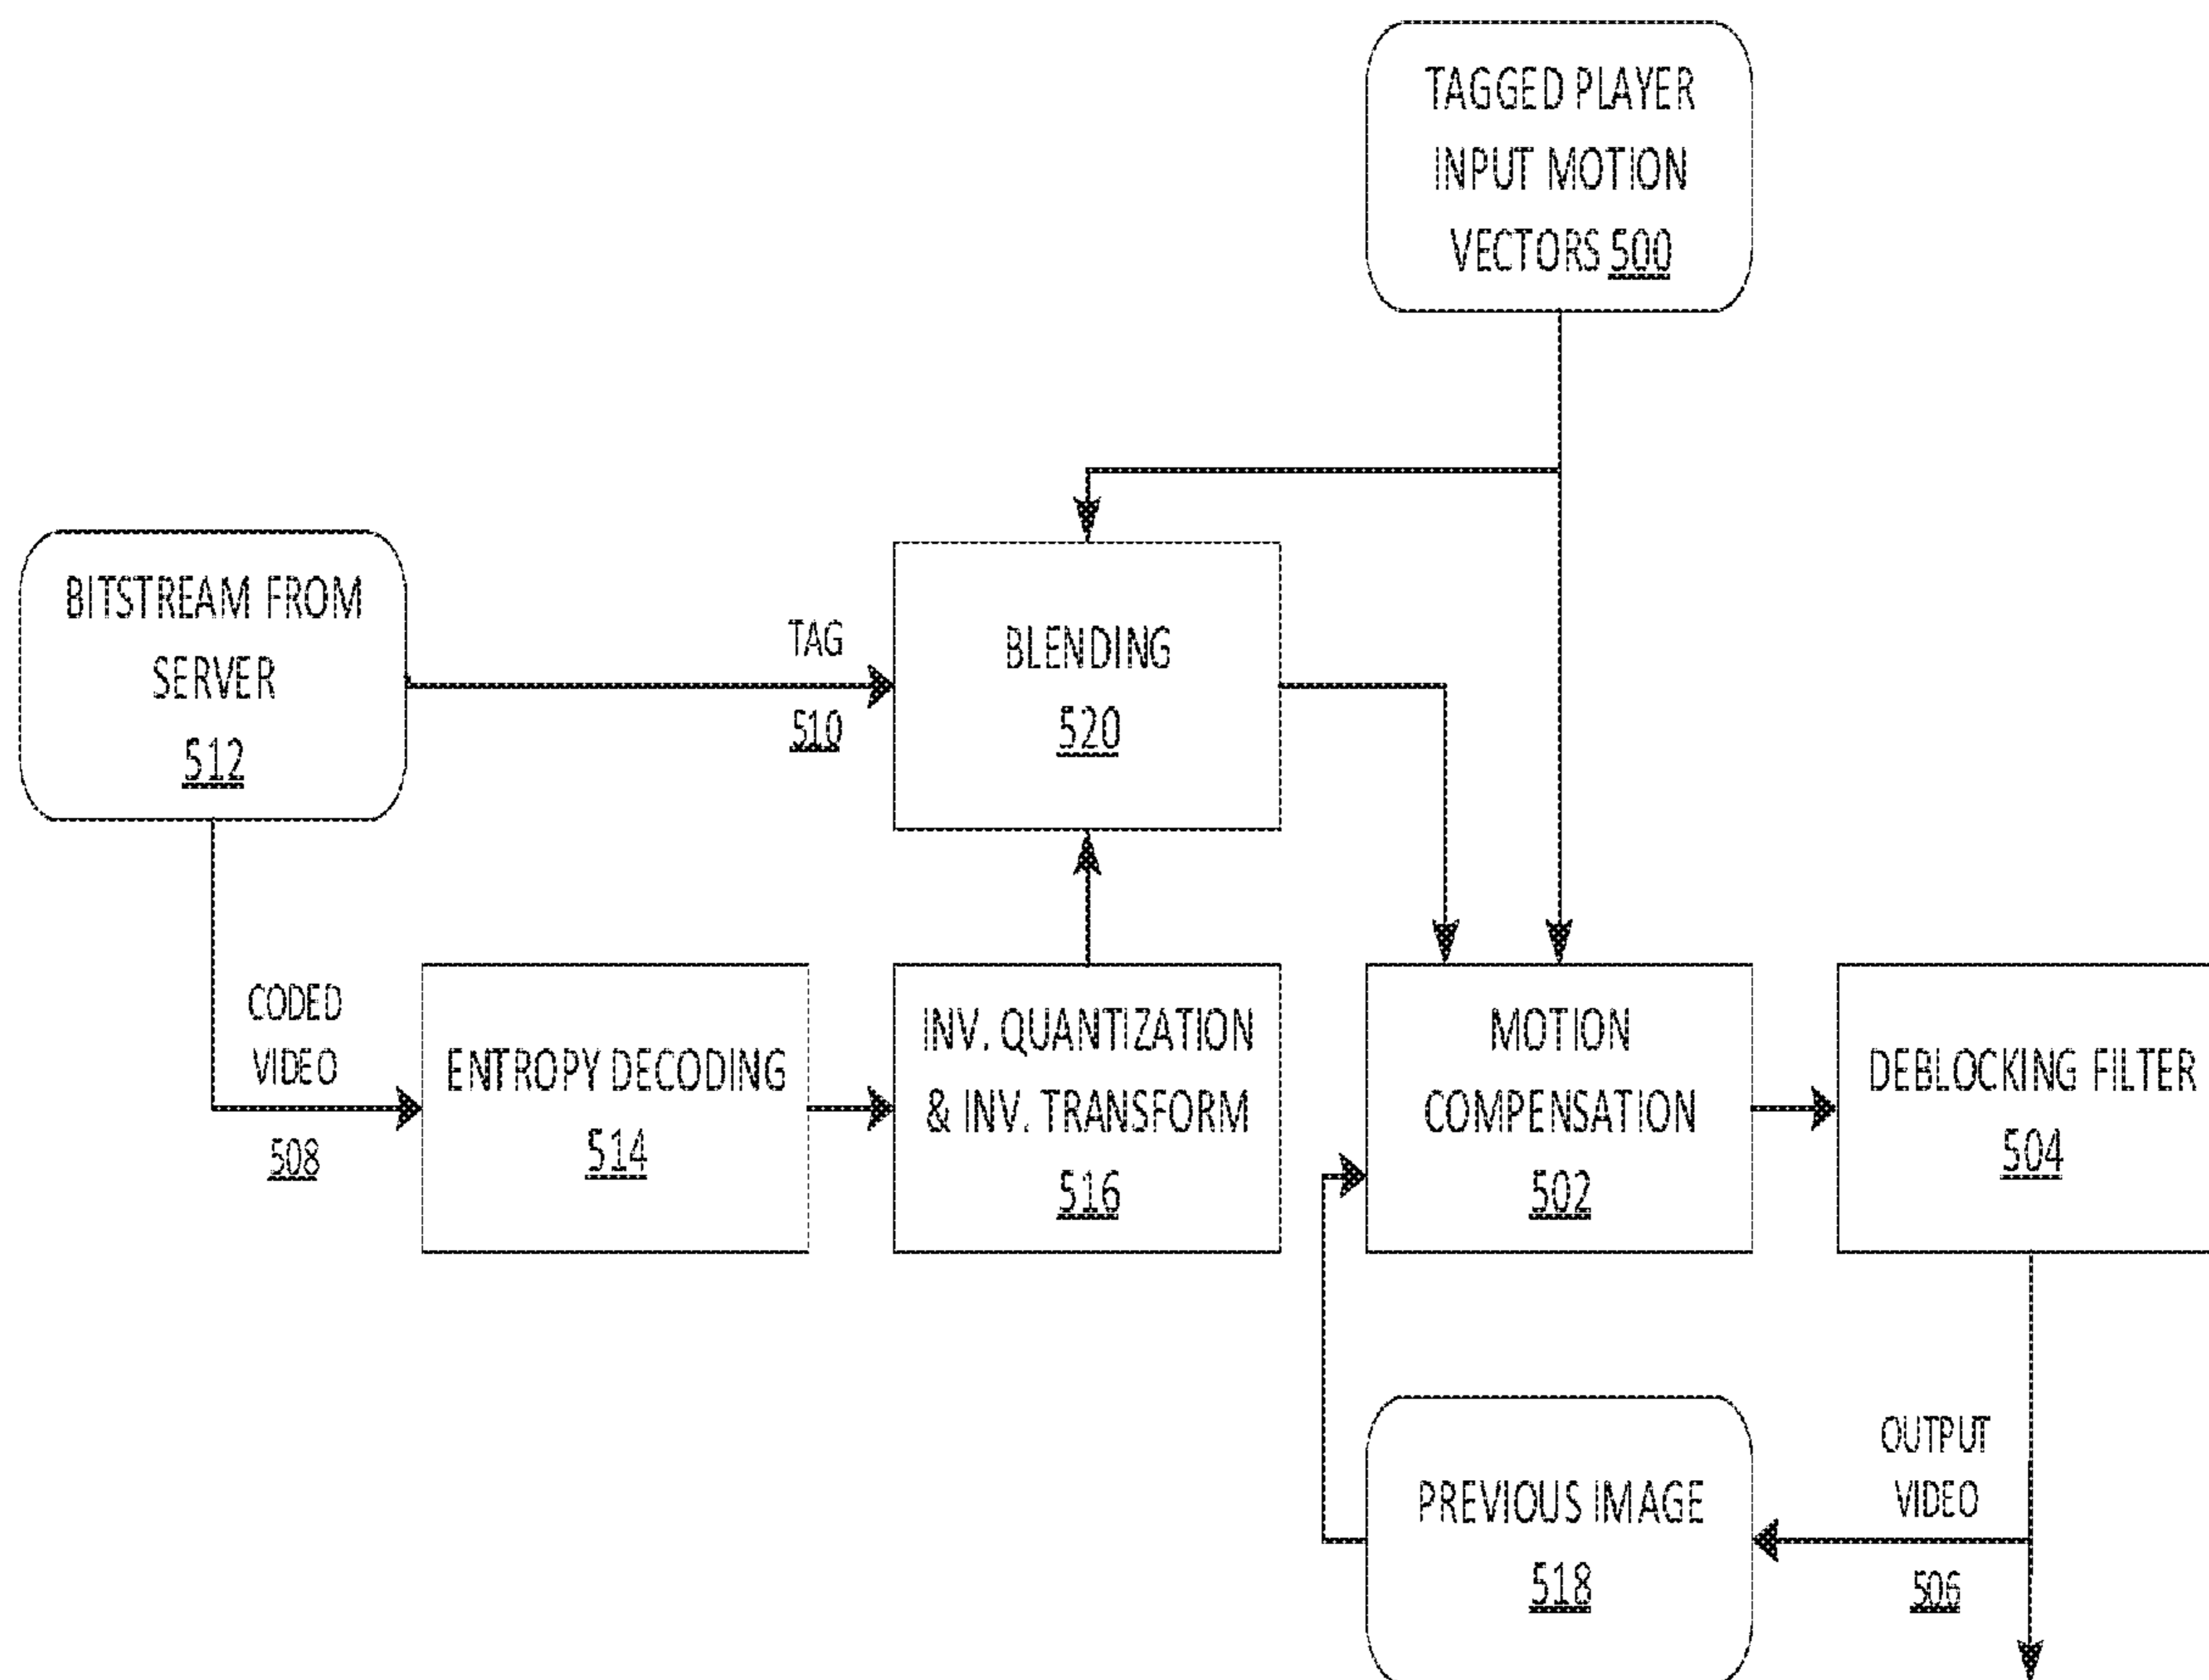 TAGGED PLAYER
INPUT MOTION
VECTORS 500
BITSTREAM FROM
SERVER
512
TAG
510
BLENDING
520
CODED
VIDEO
508
ENTROPY DECODING
514
INV. QUANTIZATION
& INV. TRANSFORM
516
MOTION
COMPENSATION
502
DEBLOCKING FILTER
504
PREVIOUS IMAGE
518
OUTPUT
VIDEO
506